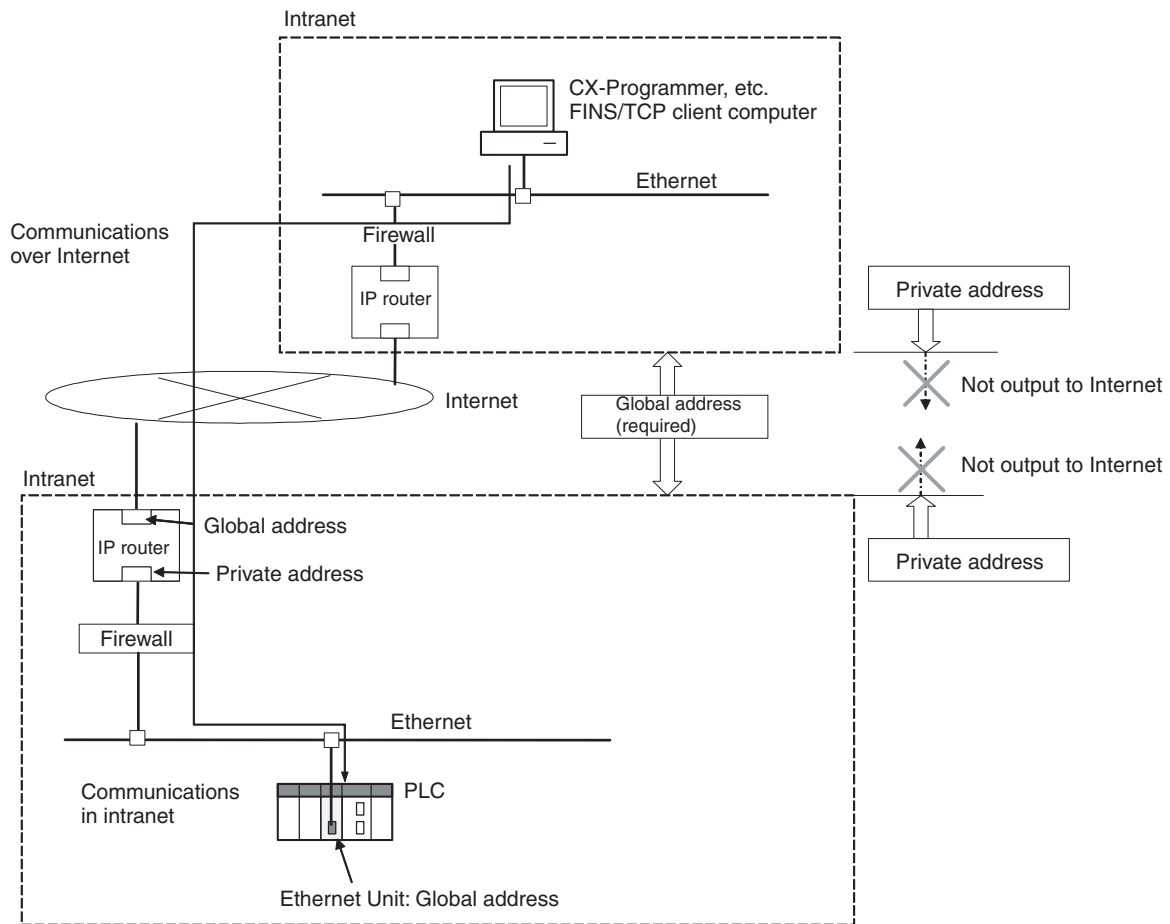 Intranet
CX-Programmer, etc.
FINS/TCP client computer
Ethernet
Communications
over Internet
Firewall
IP router
Private address
Internet
Global address
(required)
Not output to Internet
Not output to Internet
Intranet
Global address
IP router
Private address
Private address
Firewall
Ethernet
Communications
in intranet
PLC
Ethernet Unit: Global address